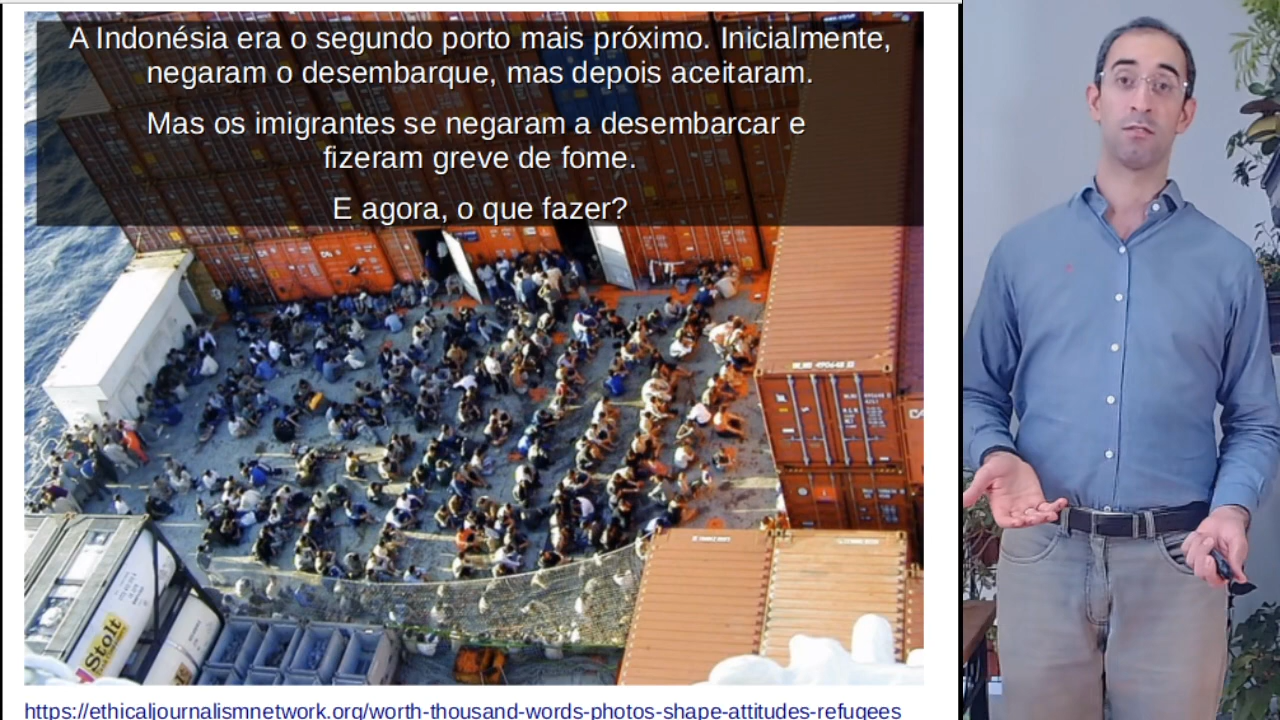 A Indonésia era o segundo porto mais próximo. Inicialmente,
negaram o desembarque, mas depois aceitaram.
Mas os imigrantes se negaram a desembarcar e
fizeram greve de fome.
E agora, o que fazer?
Stolt
https://ethicaljournalismnetwork.org/worth-thousand-words-photos-shape-attitudes-refugees